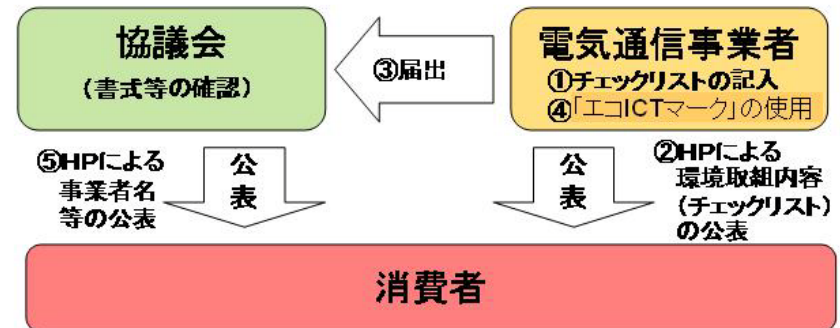 協議会
(書式等の確認)
③届出
電気通信事業者
①チェックリストの記入
④「エコICTマーク」の使用
⑤HPによる
事業者名
等の公表
公
表
公
表
②HPによる
環境取組内容
(チェックリスト)
の公表
消費者